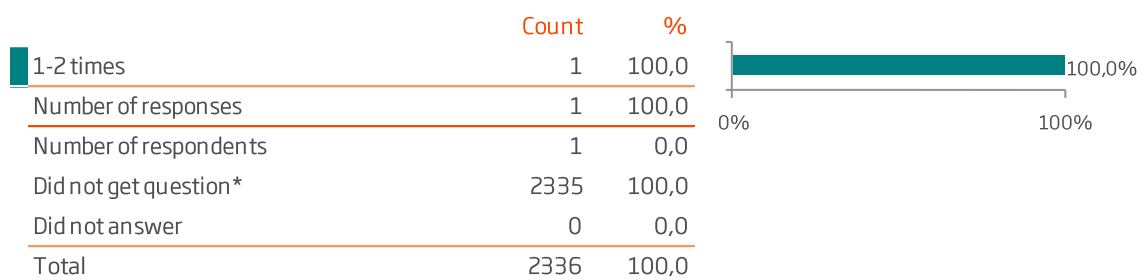 Count %
1-2 times 1 100,0
Number of responses 1 100,0
Number of respondents 1 0,0
Did not get question* 2335 100,0
Did not answer 0 0,0
Total 2336 100,0
100,0%
0% 100%